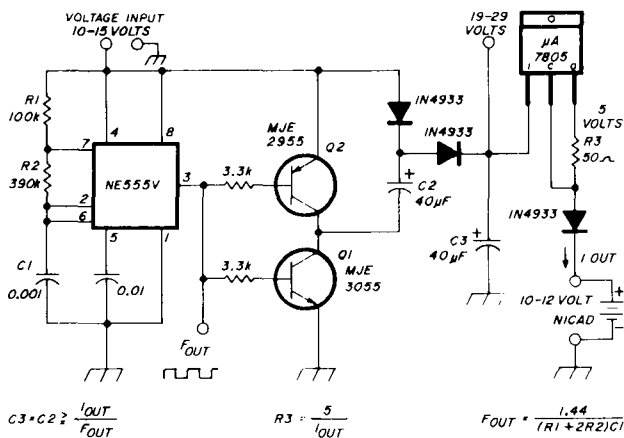 VOLTAGE INPUT
10-15 VOLTS
19-29
VOLTS
µA
7805
I
C
O
R1
100k
7
4
8
R2
390k
2
6
NE555V
3
5
1
C1
0.001
0.01
3.3k
3.3k
MJE
2955
Q2
Q1
MJE
3055
FOUT
1N4933
1N4933
+
C2
40µF
+
C3
40µF
5
VOLTS
R3
50Ω
1N4933
I OUT
10-12 VOLT
NICAD
+
−
C3=C2 ≥ IOUT / FOUT
R3 = 5 / IOUT
FOUT = 1.44 / (R1+2R2)C1